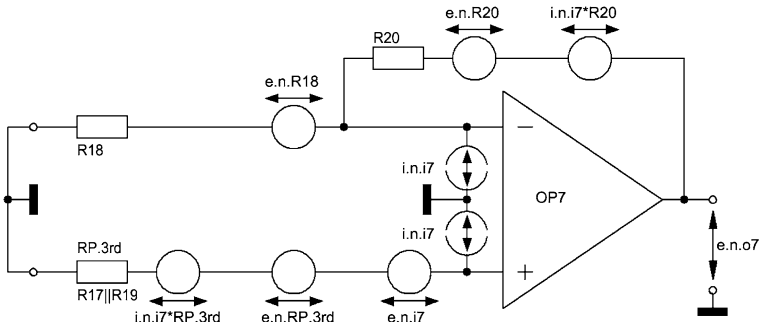 e.n.R20
i.n.i7*R20
R20
e.n.R18
R18
i.n.i7
OP7
i.n.i7
e.n.o7
RP.3rd
R17||R19
i.n.i7*RP.3rd
e.n.RP.3rd
e.n.i7